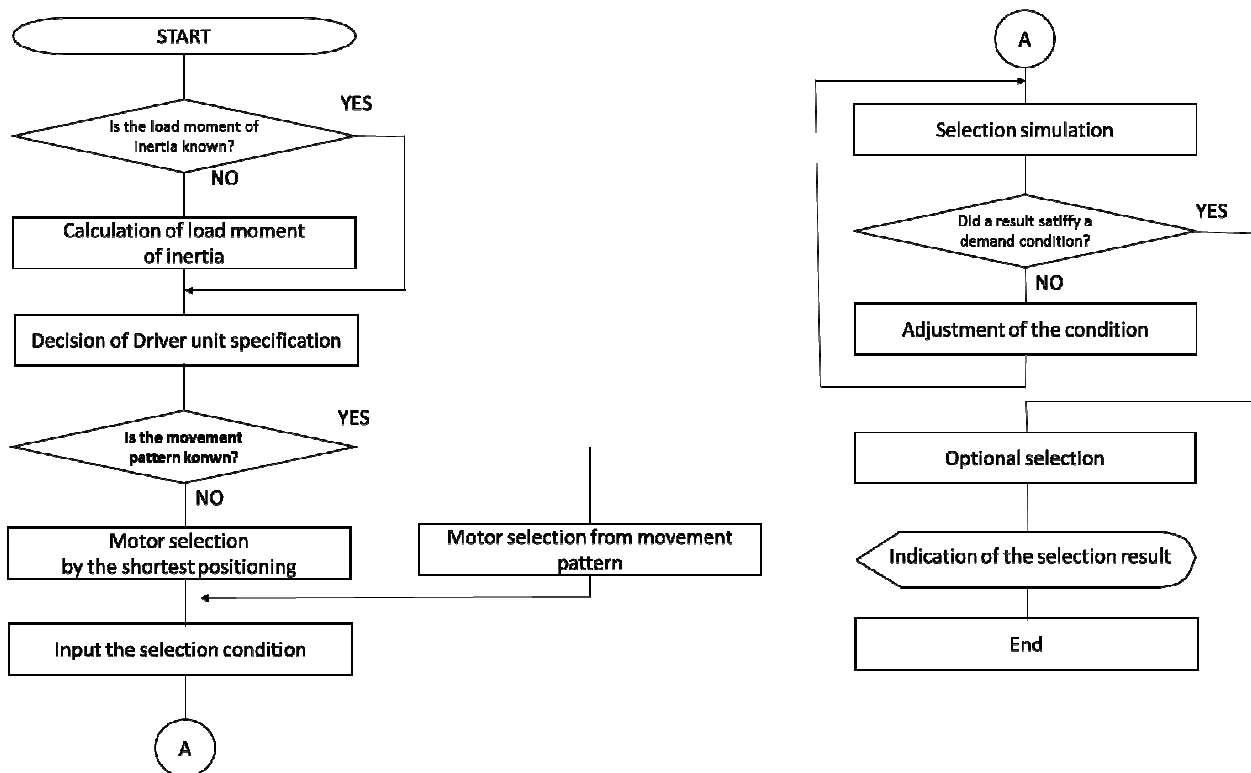 START
YES
Is the load moment of
inertia known?
NO
Calculation of load moment
of inertia
Decision of Driver unit specification
YES
Is the movement
pattern konwn?
NO
Motor selection
by the shortest positioning
Motor selection from movement
pattern
Input the selection condition
A
A
Selection simulation
YES
Did a result satiffy a
demand condition?
NO
Adjustment of the condition
Optional selection
Indication of the selection result
End